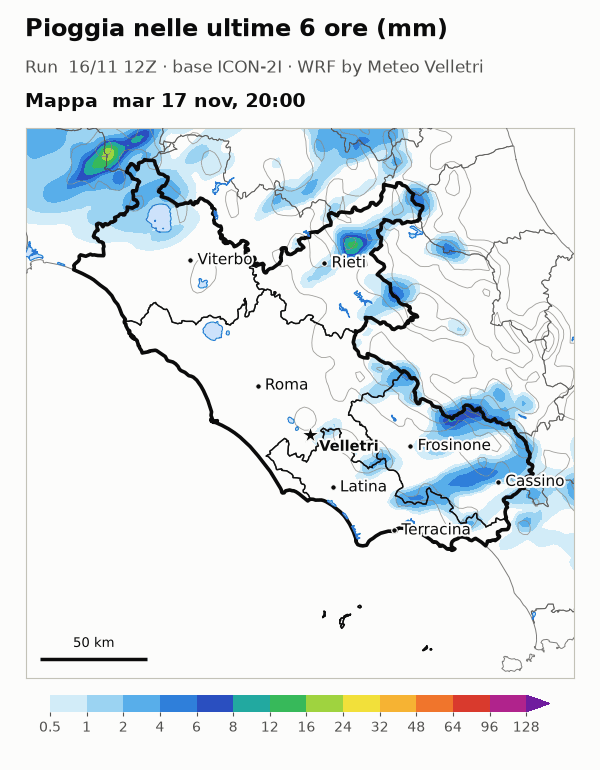 Pioggia nelle ultime 6 ore (mm)
Run  16/11 12Z · base ICON-2I · WRF by Meteo Velletri
Mappa  mar 17 nov, 20:00
Viterbo
Rieti
Roma
Velletri
Frosinone
Latina
Cassino
Terracina
50 km
0.5 1 2 4 6 8 12 16 24 32 48 64 96 128